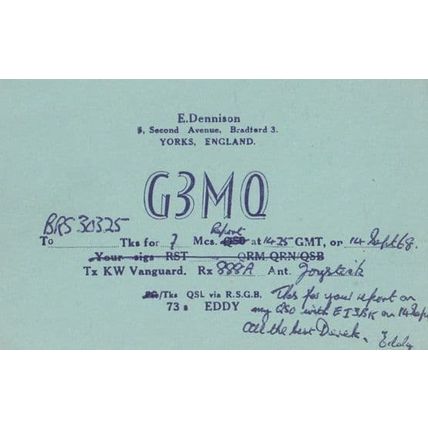 E.Dennison
Second Avenue, Bradford 3.
YORKS, ENGLAND.
G3MQ
BRS 30325
Report
To Tks for 7 Mcs. QSO at 1425 GMT, on 14 Sept 68.
Your sigs RST QRM-QRN/QSB
Tx KW Vanguard. Rx 888A Ant. Joystick
/Tks QSL via R.S.G.B. Tks for your report on
my QSO with EI3BK on 14 Sep
73 s EDDY All the best Derek.
Eddy